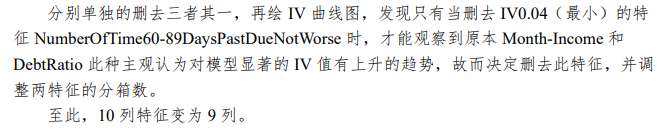 分别单独的删去三者其一，再绘 IV 曲线图，发现只有当删去 IV0.04（最小）的特
征 NumberOfTime60-89DaysPastDueNotWorse 时，才能观察到原本 Month-Income 和
DebtRatio 此种主观认为对模型显著的 IV 值有上升的趋势，故而决定删去此特征，并调
整两特征的分箱数。
至此，10 列特征变为 9 列。